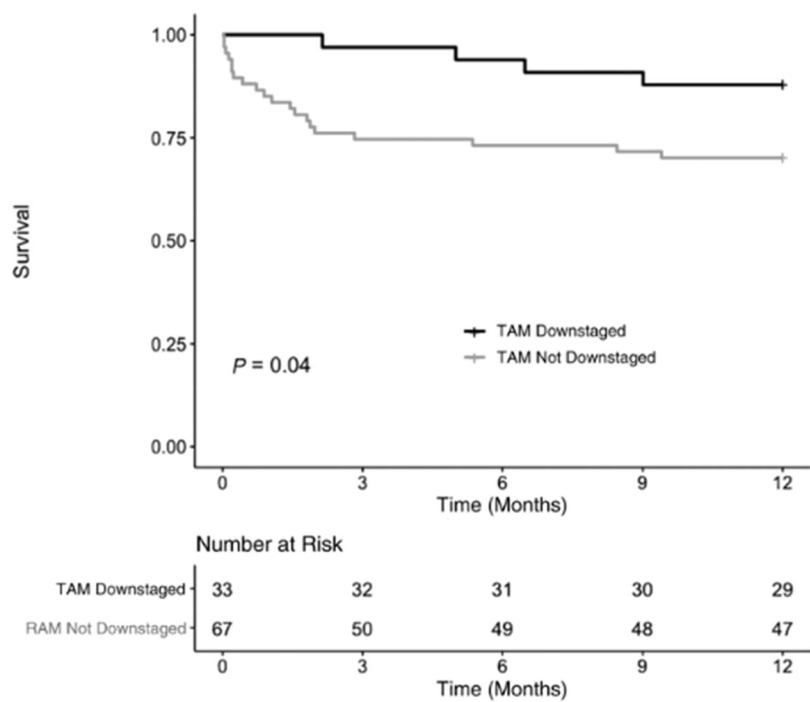 1.00
0.75
0.50
0.25
0.00
Survival
P = 0.04
TAM Downstaged
TAM Not Downstaged
0 3 6 9 12
Time (Months)
Number at Risk
TAM Downstaged 33 32 31 30 29
RAM Not Downstaged 67 50 49 48 47
0 3 6 9 12
Time (Months)